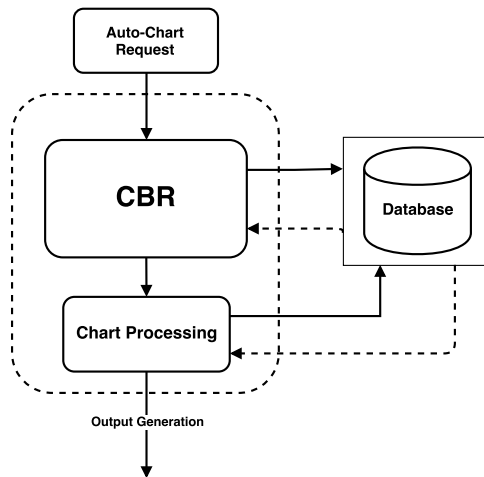 Auto-Chart
Request
CBR
Database
Chart Processing
Output Generation